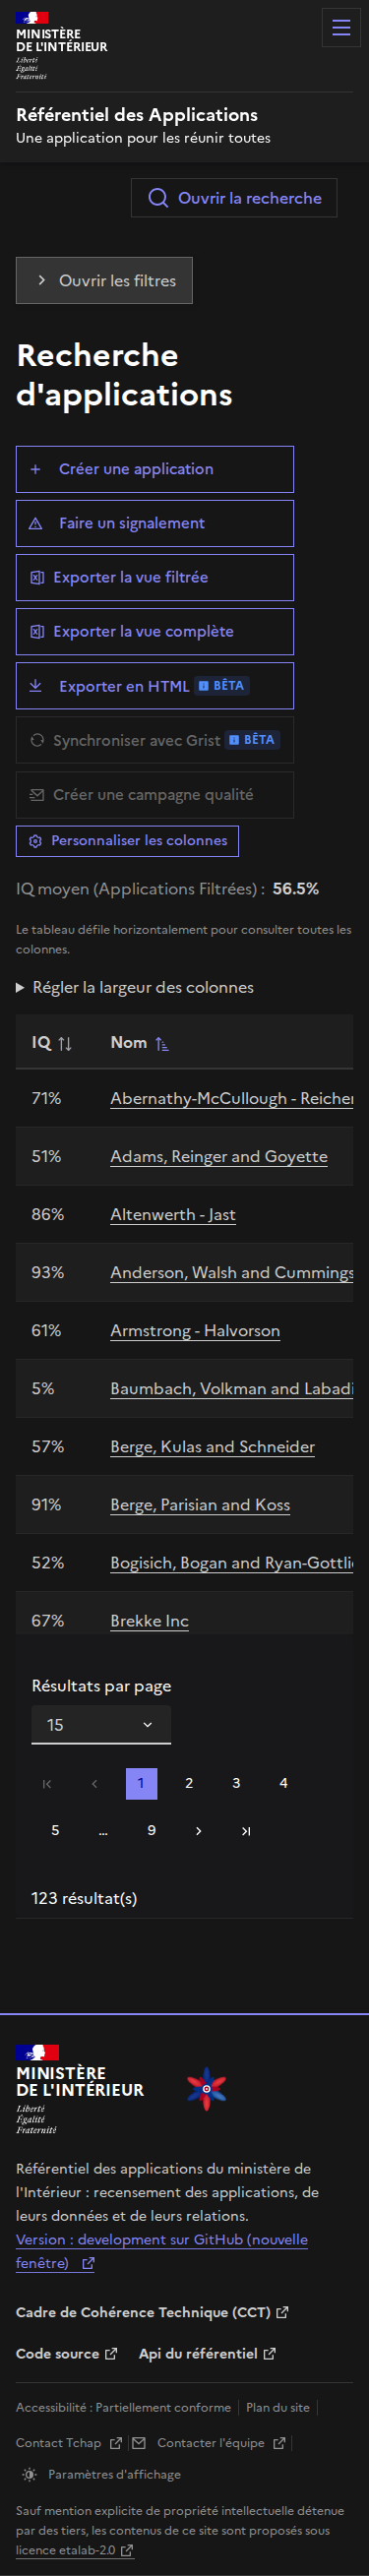 MINISTÈRE
DE L'INTÉRIEUR
Liberté
Égalité
Fraternité
Référentiel des Applications
Une application pour les réunir toutes
Ouvrir la recherche
Ouvrir les filtres
Recherche
d'applications
Créer une application
Faire un signalement
Exporter la vue filtrée
Exporter la vue complète
Exporter en HTML BÊTA
Synchroniser avec Grist BÊTA
Créer une campagne qualité
Personnaliser les colonnes
IQ moyen (Applications Filtrées) : 56.5%
Le tableau défile horizontalement pour consulter toutes les
colonnes.
Régler la largeur des colonnes
IQ Nom
71% Abernathy-McCullough - Reicher
51% Adams, Reinger and Goyette
86% Altenwerth - Jast
93% Anderson, Walsh and Cummings
61% Armstrong - Halvorson
5% Baumbach, Volkman and Labadi
57% Berge, Kulas and Schneider
91% Berge, Parisian and Koss
52% Bogisich, Bogan and Ryan-Gottli
67% Brekke Inc
Résultats par page
15
1 2 3 4
5 … 9
123 résultat(s)
MINISTÈRE
DE L'INTÉRIEUR
Liberté
Égalité
Fraternité
Référentiel des applications du ministère de
l'Intérieur : recensement des applications, de
leurs données et de leurs relations.
Version : development sur GitHub (nouvelle
fenêtre)
Cadre de Cohérence Technique (CCT)
Code source Api du référentiel
Accessibilité : Partiellement conforme Plan du site
Contact Tchap Contacter l'équipe
Paramètres d'affichage
Sauf mention explicite de propriété intellectuelle détenue
par des tiers, les contenus de ce site sont proposés sous
licence etalab-2.0